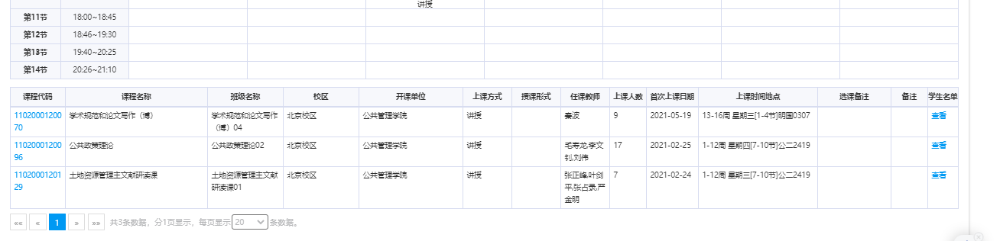 讲授
第11节 18:00~18:45
第12节 18:46~19:30
第13节 19:40~20:25
第14节 20:26~21:10
课程代码 课程名称 班级名称 校区 开课单位 上课方式 授课形式 任课教师 上课人数 首次上课日期 上课时间地点 选课备注 备注 学生名单
11020001200 学术规范和论文写作（博） 学术规范和论文写作 北京校区 公共管理学院 讲授 秦波 9 2021-05-19 13-16周 星期三[1-4节]明国0307 查看
70 （博）04
11020001200 公共政策理论 公共政策理论02 北京校区 公共管理学院 讲授 毛寿龙,李文 17 2021-02-25 1-12周 星期四[7-10节]公二2419 查看
96 钊,刘伟
11020001201 土地资源管理主文献研读课 土地资源管理主文献 北京校区 公共管理学院 讲授 张正峰,叶剑 7 2021-02-24 1-12周 星期三[7-10节]公二2419 查看
29 研读课01 平,张占录,严
金明
«« « 1 » »» 共3条数据，分1页显示，每页显示 20 条数据。